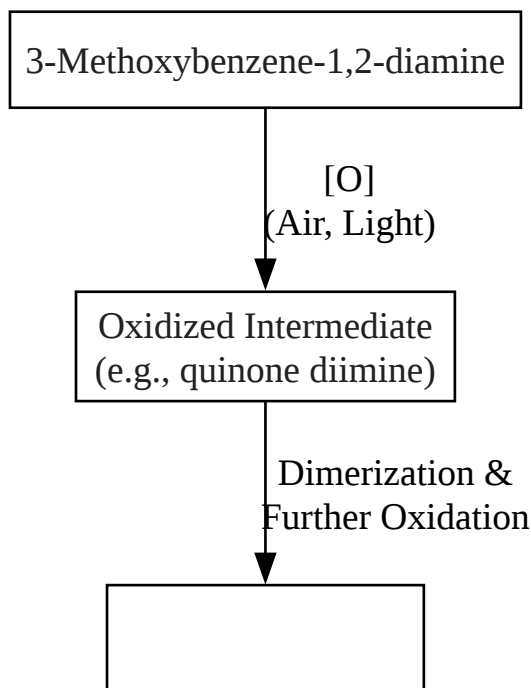 3-Methoxybenzene-1,2-diamine
[O]
(Air, Light)
Oxidized Intermediate
(e.g., quinone diimine)
Dimerization &
Further Oxidation